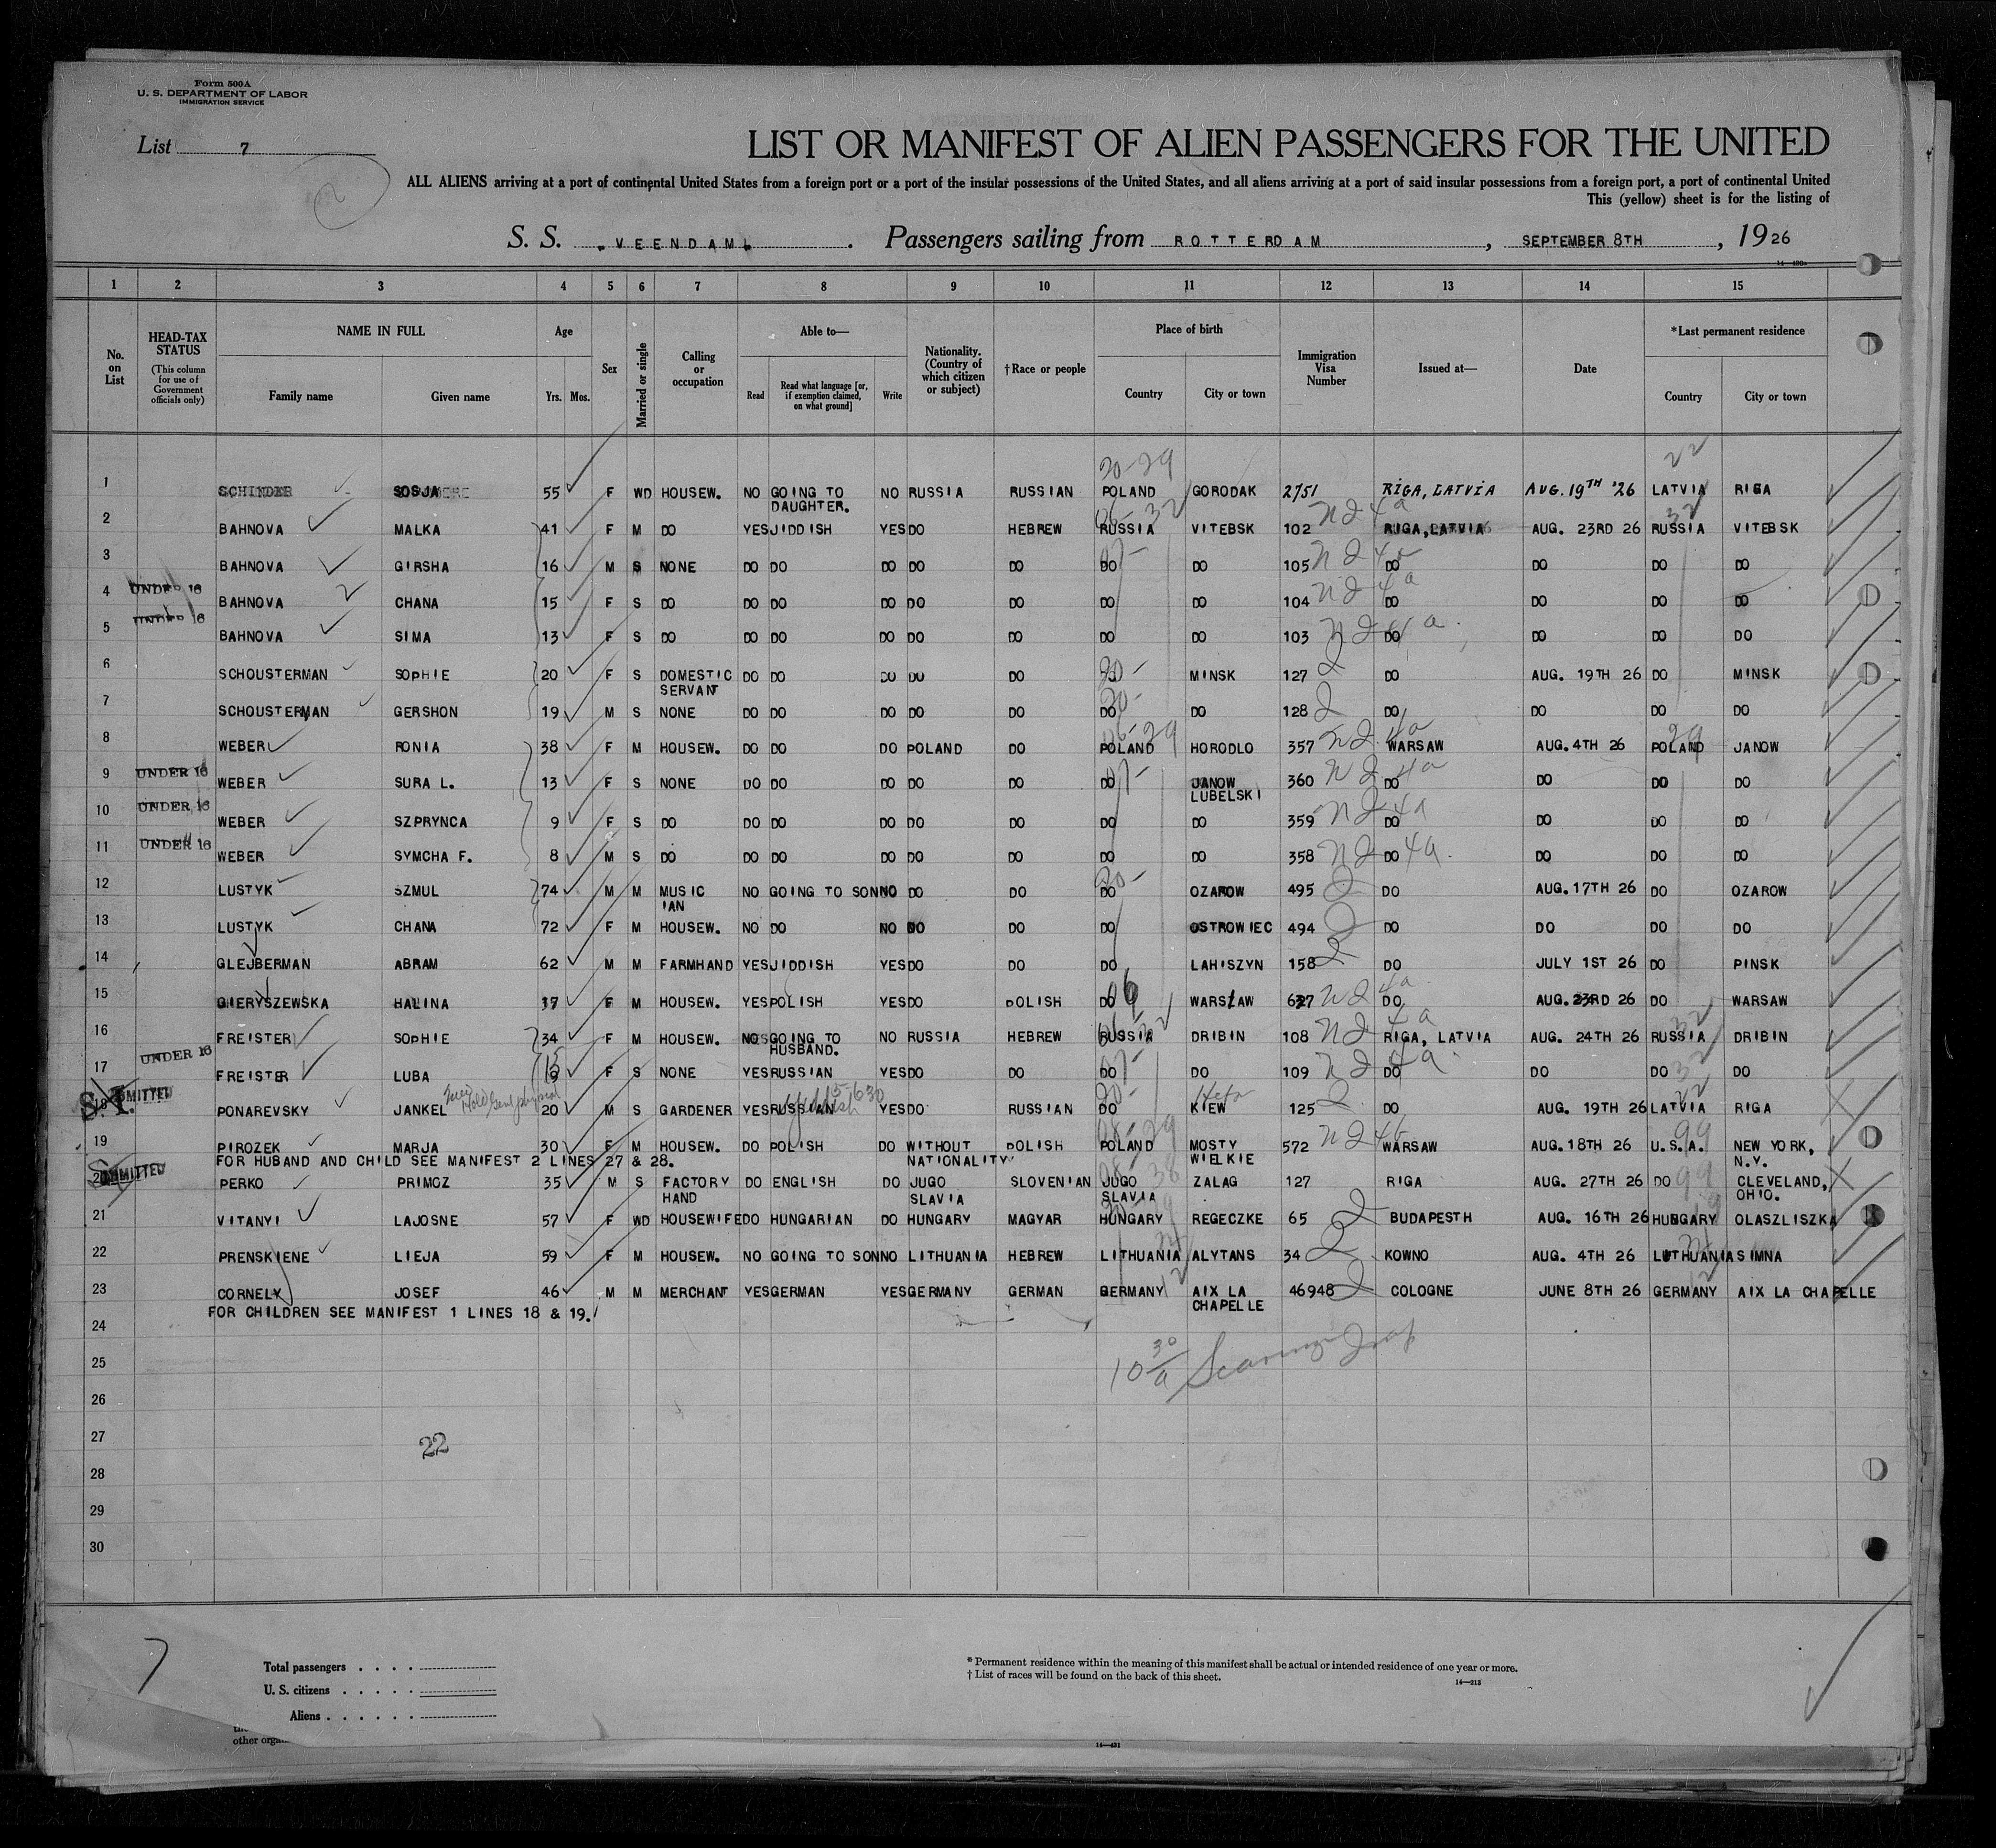 Form 500A
U. S. DEPARTMENT OF LABOR
IMMIGRATION SERVICE
List 7
LIST OR MANIFEST OF ALIEN PASSENGERS FOR THE UNITED
ALL ALIENS arriving at a port of continental United States from a foreign port or a port of the insular possessions of the United States, and all aliens arriving at a port of said insular possessions from a foreign port, a port of continental United
This (yellow) sheet is for the listing of
S. S. VEENDAM. Passengers sailing from ROTTERDAM, SEPTEMBER 8TH, 1926
1 2 3 4 5 6 7 8 9 10 11 12 13 14 15
No. on List
HEAD-TAX STATUS
(This column for use of Government officials only)
NAME IN FULL
Family name Given name
Age
Yrs. Mos.
Sex
Married or single
Calling or occupation
Able to—
Read
Read what language [or, if exemption claimed, on what ground]
Write
Nationality. (Country of which citizen or subject)
†Race or people
Place of birth
Country City or town
Immigration Visa Number
Issued at—
Date
*Last permanent residence
Country City or town
20-29 22
1 SCHINDER SOSJA 55 F WD HOUSEW. NO GOING TO DAUGHTER. NO RUSSIA RUSSIAN POLAND GORODAK 2751 RIGA, LATVIA AUG. 19TH '26 LATVIA RIGA
2 BAHNOVA MALKA 41 F M DO YES JIDDISH YES DO HEBREW RUSSIA VITEBSK 102 RIGA, LATVIA AUG. 23RD 26 RUSSIA VITEBSK
3 BAHNOVA GIRSHA 16 M S NONE DO DO DO DO DO DO DO 105 DO DO DO DO
4 UNDER 16 BAHNOVA CHANA 15 F S DO DO DO DO DO DO DO DO 104 DO DO DO DO
5 UNDER 16 BAHNOVA SIMA 13 F S DO DO DO DO DO DO DO DO 103 DO DO DO DO
6 SCHOUSTERMAN SOPHIE 20 F S DOMESTIC SERVANT DO DO DO DO DO DO MINSK 127 DO AUG. 19TH 26 DO MINSK
7 SCHOUSTERMAN GERSHON 19 M S NONE DO DO DO DO DO DO DO 128 DO DO DO DO
8 WEBER RONIA 38 F M HOUSEW. DO DO DO POLAND DO POLAND HORODLO 357 WARSAW AUG. 4TH 26 POLAND JANOW
9 UNDER 16 WEBER SURA L. 13 F S NONE DO DO DO DO DO DO JANOW LUBELSKI 360 DO DO DO DO
10 UNDER 16 WEBER SZPRYNCA 9 F S DO DO DO DO DO DO DO DO 359 DO DO DO DO
11 UNDER 16 WEBER SYMCHA F. 8 M S DO DO DO DO DO DO DO DO 358 DO DO DO DO
12 LUSTYK SZMUL 74 M M MUSICIAN NO GOING TO SON NO DO DO DO OZAROW 495 DO AUG. 17TH 26 DO OZAROW
13 LUSTYK CHANA 72 F M HOUSEW. NO DO NO DO DO DO OSTROWIEC 494 DO DO DO DO
14 GLEJBERMAN ABRAM 62 M M FARMHAND YES JIDDISH YES DO DO DO LAHISZYN 158 DO JULY 1ST 26 DO PINSK
15 GIERYSZEWSKA HALINA 37 F M HOUSEW. YES POLISH YES DO POLISH DO WARSZAW 627 DO AUG. 23RD 26 DO WARSAW
16 FREISTER SOPHIE 34 F M HOUSEW. NO GOING TO HUSBAND. NO RUSSIA HEBREW RUSSIA DRIBIN 108 RIGA, LATVIA AUG. 24TH 26 RUSSIA DRIBIN
17 UNDER 16 FREISTER LUBA 15 F S NONE YES RUSSIAN YES DO DO DO DO 109 DO DO DO DO
18 S.I. ADMITTED PONAREVSKY JANKEL 20 M S GARDENER YES RUSSIAN Yiddish YES DO RUSSIAN DO KIEW 125 DO AUG. 19TH 26 LATVIA RIGA
19 PIROZEK MARJA 30 F M HOUSEW. DO POLISH DO WITHOUT NATIONALITY POLISH POLAND MOSTY WIELKIE 572 WARSAW AUG. 18TH 26 U.S.A. NEW YORK, N.Y.
FOR HUBAND AND CHILD SEE MANIFEST 2 LINES 27 & 28.
20 ADMITTED PERKO PRIMOZ 35 M S FACTORY HAND DO ENGLISH DO JUGO SLAVIA SLOVENIAN JUGO SLAVIA ZALAG 127 RIGA AUG. 27TH 26 DO CLEVELAND, OHIO.
21 VITANYI LAJOSNE 57 F WD HOUSEWIFE DO HUNGARIAN DO HUNGARY MAGYAR HUNGARY REGECZKE 65 BUDAPESTH AUG. 16TH 26 HUNGARY OLASZLISZKA
22 PRENSKIENE LIEJA 59 F M HOUSEW. NO GOING TO SON NO LITHUANIA HEBREW LITHUANIA ALYTANS 34 KOWNO AUG. 4TH 26 LITHUANIA SIMNA
23 CORNELY JOSEF 46 M M MERCHANT YES GERMAN YES GERMANY GERMAN GERMANY AIX LA CHAPELLE 46948 COLOGNE JUNE 8TH 26 GERMANY AIX LA CHAPELLE
FOR CHILDREN SEE MANIFEST 1 LINES 18 & 19.
24
25
26
27
22
28
29
30
7
Total passengers
U. S. citizens
Aliens
* Permanent residence within the meaning of this manifest shall be actual or intended residence of one year or more.
† List of races will be found on the back of this sheet.
14—213
14—421